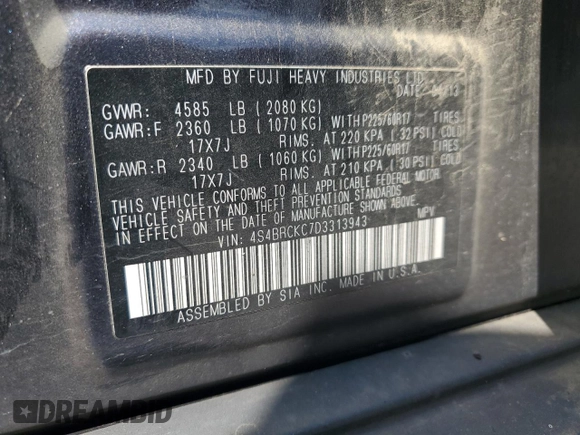 MFD BY FUJI HEAVY INDUSTRIES LTD.
DATE
GVWR: 4585 LB (2080 KG)
GAWR:F 2360 LB (1070 KG) WITH P225/60R17 TIRES
17X7J RIMS. AT 220 KPA (32 PSI) COLD
GAWR:R 2340 LB (1060 KG) WITH P225/60R17 TIRES
17X7J RIMS. AT 210 KPA (30 PSI) COLD
THIS VEHICLE CONFORMS TO ALL APPLICABLE FEDERAL MOTOR
VEHICLE SAFETY AND THEFT PREVENTION STANDARDS
IN EFFECT ON THE DATE OF MANUFACTURE SHOWN ABOVE.
VIN: 4S4BRCKC7D3313943 MPV
ASSEMBLED BY SIA INC. MADE IN U.S.A.
DREAMBID